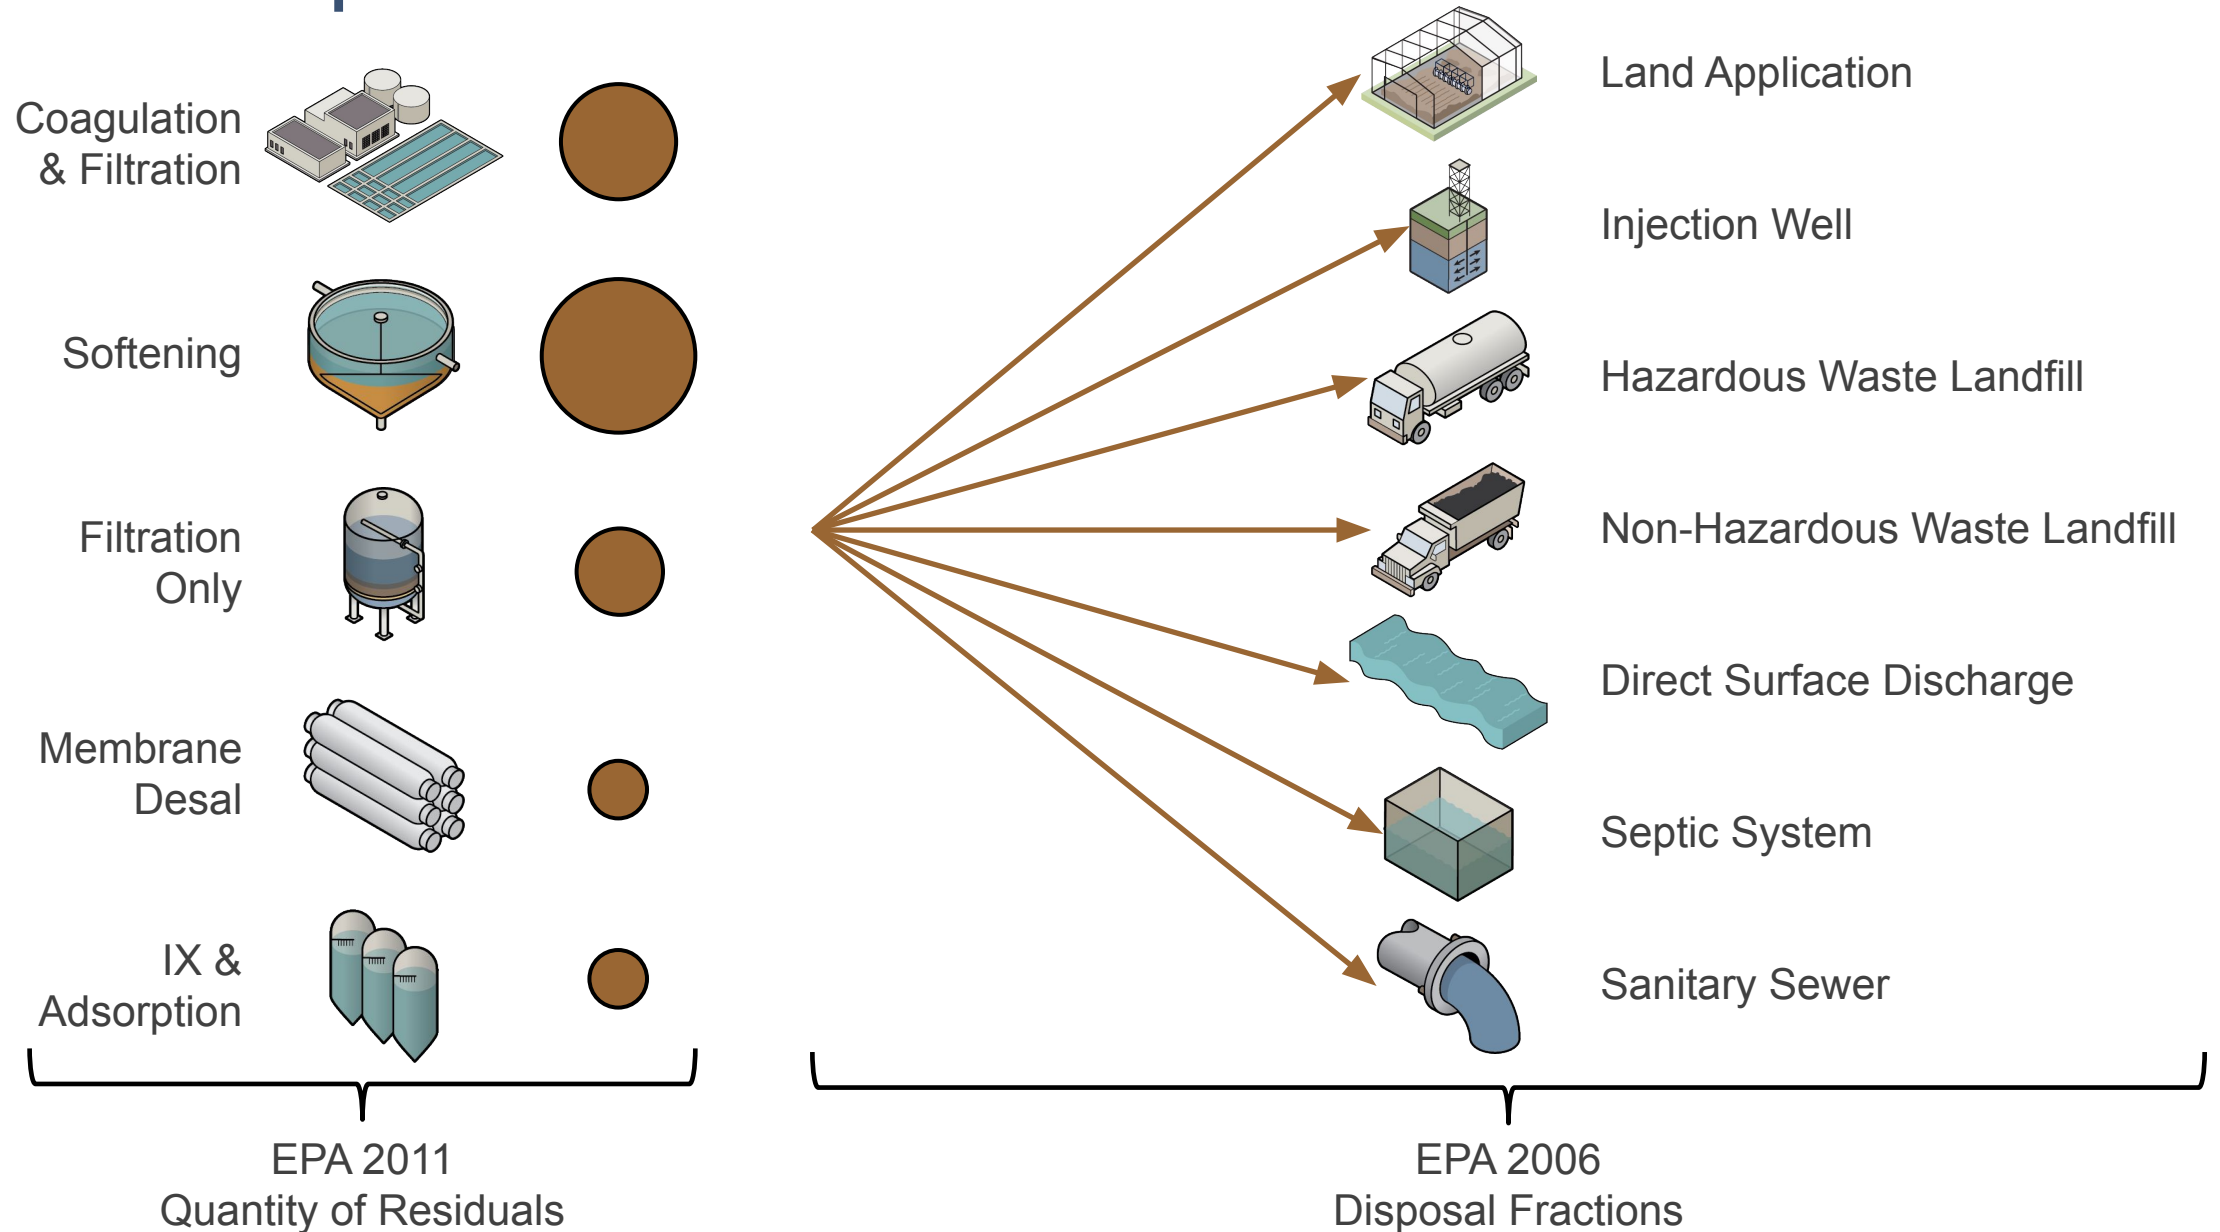 Coagulation
& Filtration
Softening
Filtration
Only
Membrane
Desal
IX &
Adsorption
EPA 2011
Quantity of Residuals
Land Application
Injection Well
Hazardous Waste Landfill
Non-Hazardous Waste Landfill
Direct Surface Discharge
Septic System
Sanitary Sewer
EPA 2006
Disposal Fractions